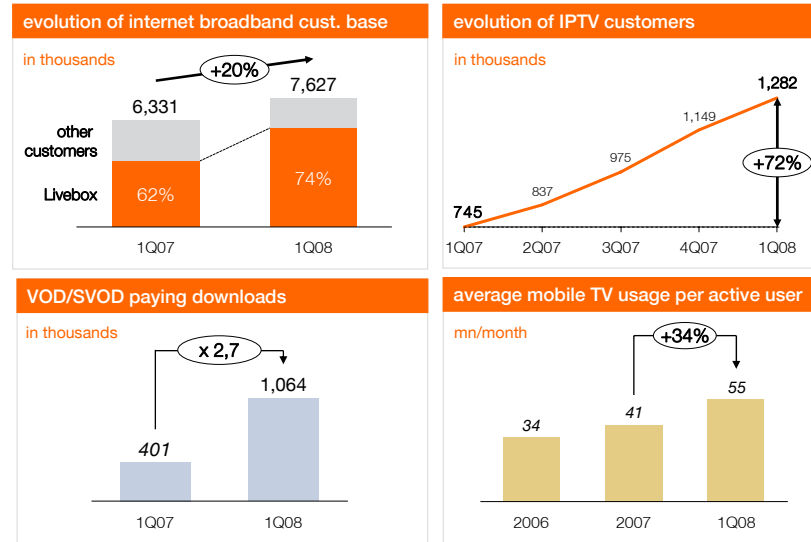 evolution of internet broadband cust. base
in thousands
+20%
6,331
7,627
other
customers
Livebox
62%
74%
1Q07
1Q08
evolution of IPTV customers
in thousands
1,282
1,149
975
837
745
+72%
1Q07
2Q07
3Q07
4Q07
1Q08
VOD/SVOD paying downloads
in thousands
x 2,7
401
1,064
1Q07
1Q08
average mobile TV usage per active user
mn/month
+34%
34
41
55
2006
2007
1Q08